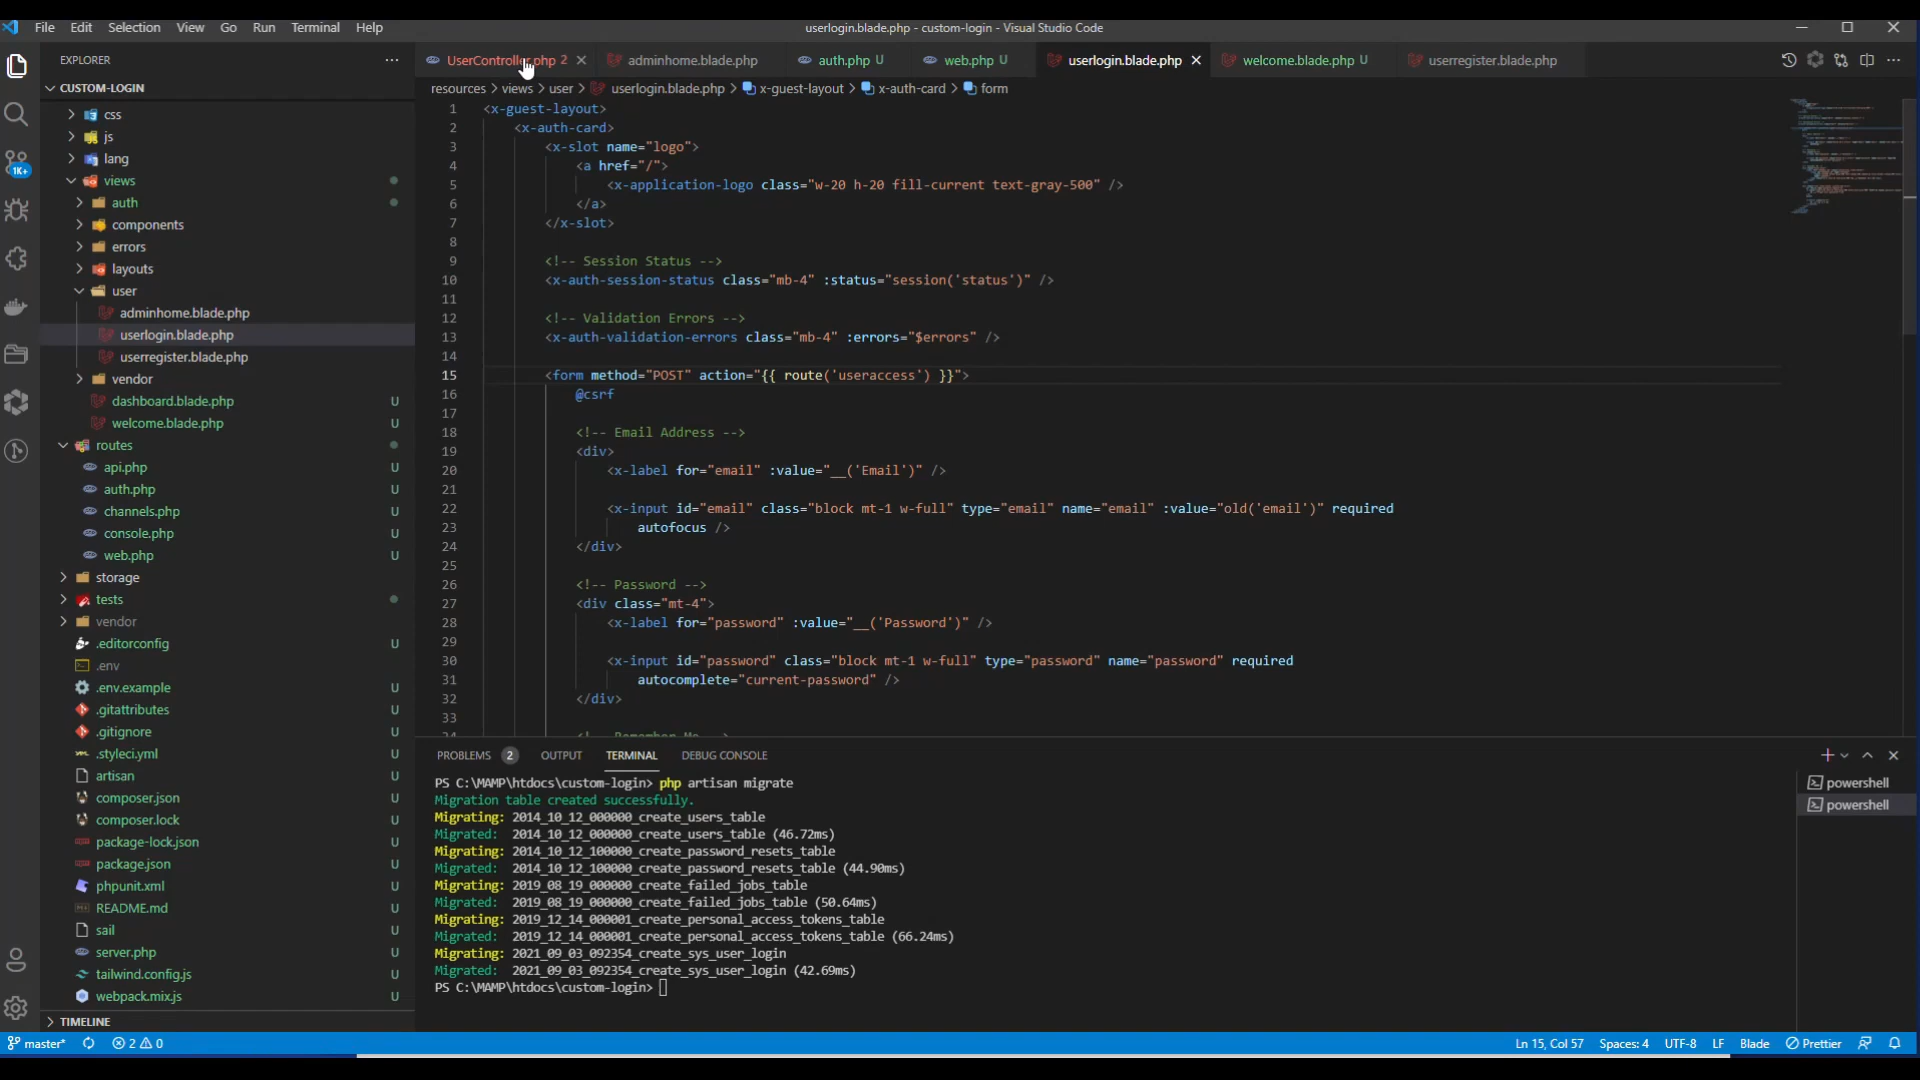 File Edit Selection View Go Run Terminal Help
userlogin.blade.php - custom-login - Visual Studio Code
EXPLORER
CUSTOM-LOGIN
css
js
lang
views
auth
components
errors
layouts
user
adminhome.blade.php
userlogin.blade.php
userregister.blade.php
vendor
dashboard.blade.php U
welcome.blade.php U
routes
api.php U
auth.php U
channels.php U
console.php U
web.php U
storage
tests
vendor
.editorconfig U
.env
.env.example U
.gitattributes U
.gitignore U
.styleci.yml U
artisan U
composer.json U
composer.lock U
package-lock.json U
package.json U
phpunit.xml U
README.md U
sail U
server.php U
tailwind.config.js U
webpack.mix.js U
TIMELINE
1K+
UserController.php 2 adminhome.blade.php auth.php U web.php U userlogin.blade.php welcome.blade.php U userregister.blade.php
resources > views > user > userlogin.blade.php > x-guest-layout > x-auth-card > form
1 <x-guest-layout>
2 <x-auth-card>
3 <x-slot name="logo">
4 <a href="/">
5 <x-application-logo class="w-20 h-20 fill-current text-gray-500" />
6 </a>
7 </x-slot>
8
9 <!-- Session Status -->
10 <x-auth-session-status class="mb-4" :status="session('status')" />
11
12 <!-- Validation Errors -->
13 <x-auth-validation-errors class="mb-4" :errors="$errors" />
14
15 <form method="POST" action="{{ route('useraccess') }}">
16 @csrf
17
18 <!-- Email Address -->
19 <div>
20 <x-label for="email" :value="__('Email')" />
21
22 <x-input id="email" class="block mt-1 w-full" type="email" name="email" :value="old('email')" required
23 autofocus />
24 </div>
25
26 <!-- Password -->
27 <div class="mt-4">
28 <x-label for="password" :value="__('Password')" />
29
30 <x-input id="password" class="block mt-1 w-full" type="password" name="password" required
31 autocomplete="current-password" />
32 </div>
33
34 <!-- Remember Me -->
PROBLEMS 2 OUTPUT TERMINAL DEBUG CONSOLE
PS C:\MAMP\htdocs\custom-login> php artisan migrate
Migration table created successfully.
Migrating: 2014_10_12_000000_create_users_table
Migrated: 2014_10_12_000000_create_users_table (46.72ms)
Migrating: 2014_10_12_100000_create_password_resets_table
Migrated: 2014_10_12_100000_create_password_resets_table (44.90ms)
Migrating: 2019_08_19_000000_create_failed_jobs_table
Migrated: 2019_08_19_000000_create_failed_jobs_table (50.64ms)
Migrating: 2019_12_14_000001_create_personal_access_tokens_table
Migrated: 2019_12_14_000001_create_personal_access_tokens_table (66.24ms)
Migrating: 2021_09_03_092354_create_sys_user_login
Migrated: 2021_09_03_092354_create_sys_user_login (42.69ms)
PS C:\MAMP\htdocs\custom-login>
powershell
powershell
master* 2 0
Ln 15, Col 57 Spaces: 4 UTF-8 LF Blade Prettier